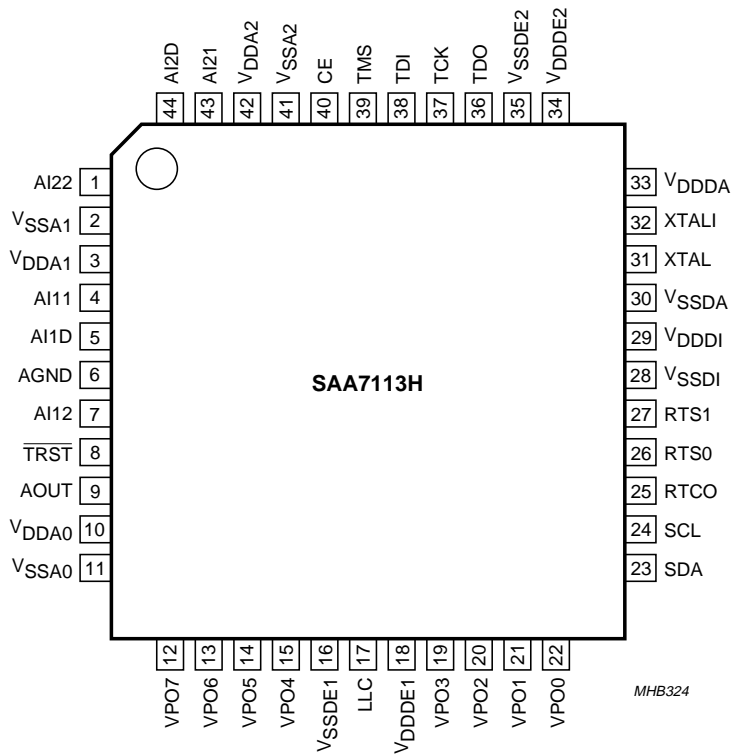 AI2D
AI21
VDDA2
VSSA2
CE
TMS
TDI
TCK
TDO
VSSDE2
VDDDE2
44
43
42
41
40
39
38
37
36
35
34
AI22 1
VSSA1 2
VDDA1 3
AI11 4
AI1D 5
AGND 6
AI12 7
TRST 8
AOUT 9
VDDA0 10
VSSA0 11
SAA7113H
33 VDDDA
32 XTALI
31 XTAL
30 VSSDA
29 VDDDI
28 VSSDI
27 RTS1
26 RTS0
25 RTCO
24 SCL
23 SDA
12
13
14
15
16
17
18
19
20
21
22
VPO7
VPO6
VPO5
VPO4
VSSDE1
LLC
VDDDE1
VPO3
VPO2
VPO1
VPO0
MHB324